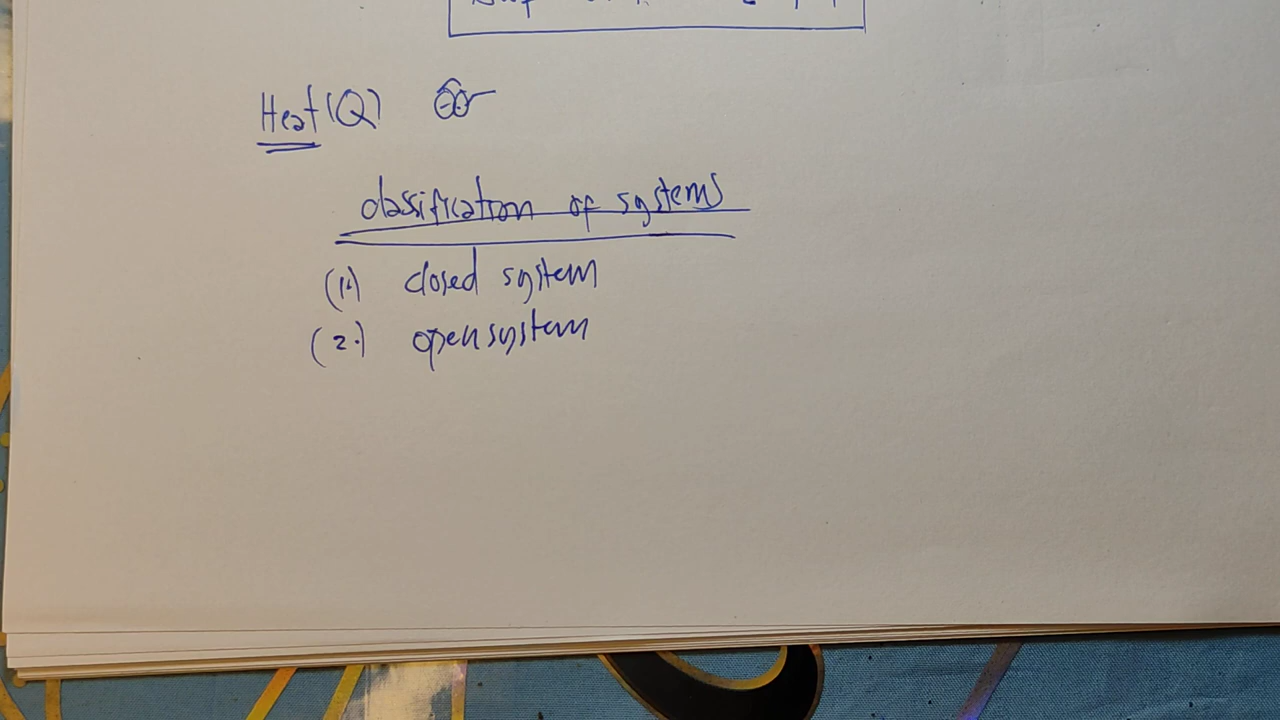 Heat (Q)
classification of systems
(1.) closed system
(2.) open system